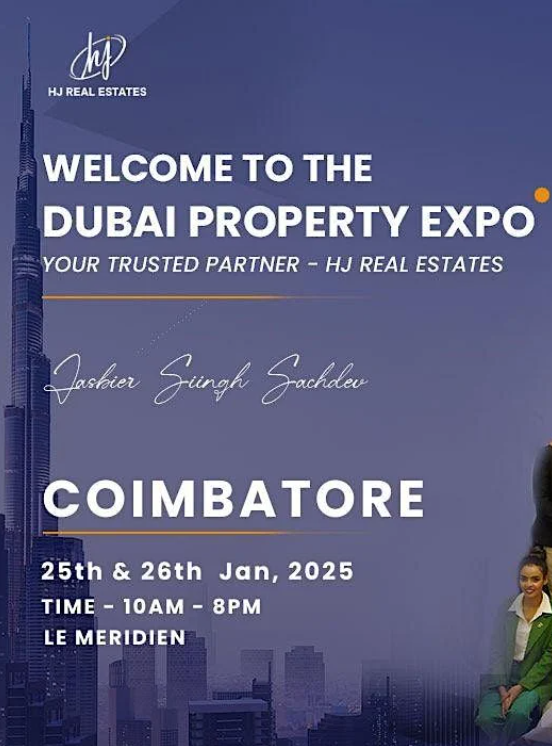 hj
HJ REAL ESTATES
WELCOME TO THE
DUBAI PROPERTY EXPO
YOUR TRUSTED PARTNER - HJ REAL ESTATES
Jasbier Siingh Sachdev
COIMBATORE
25th & 26th Jan, 2025
TIME - 10AM - 8PM
LE MERIDIEN